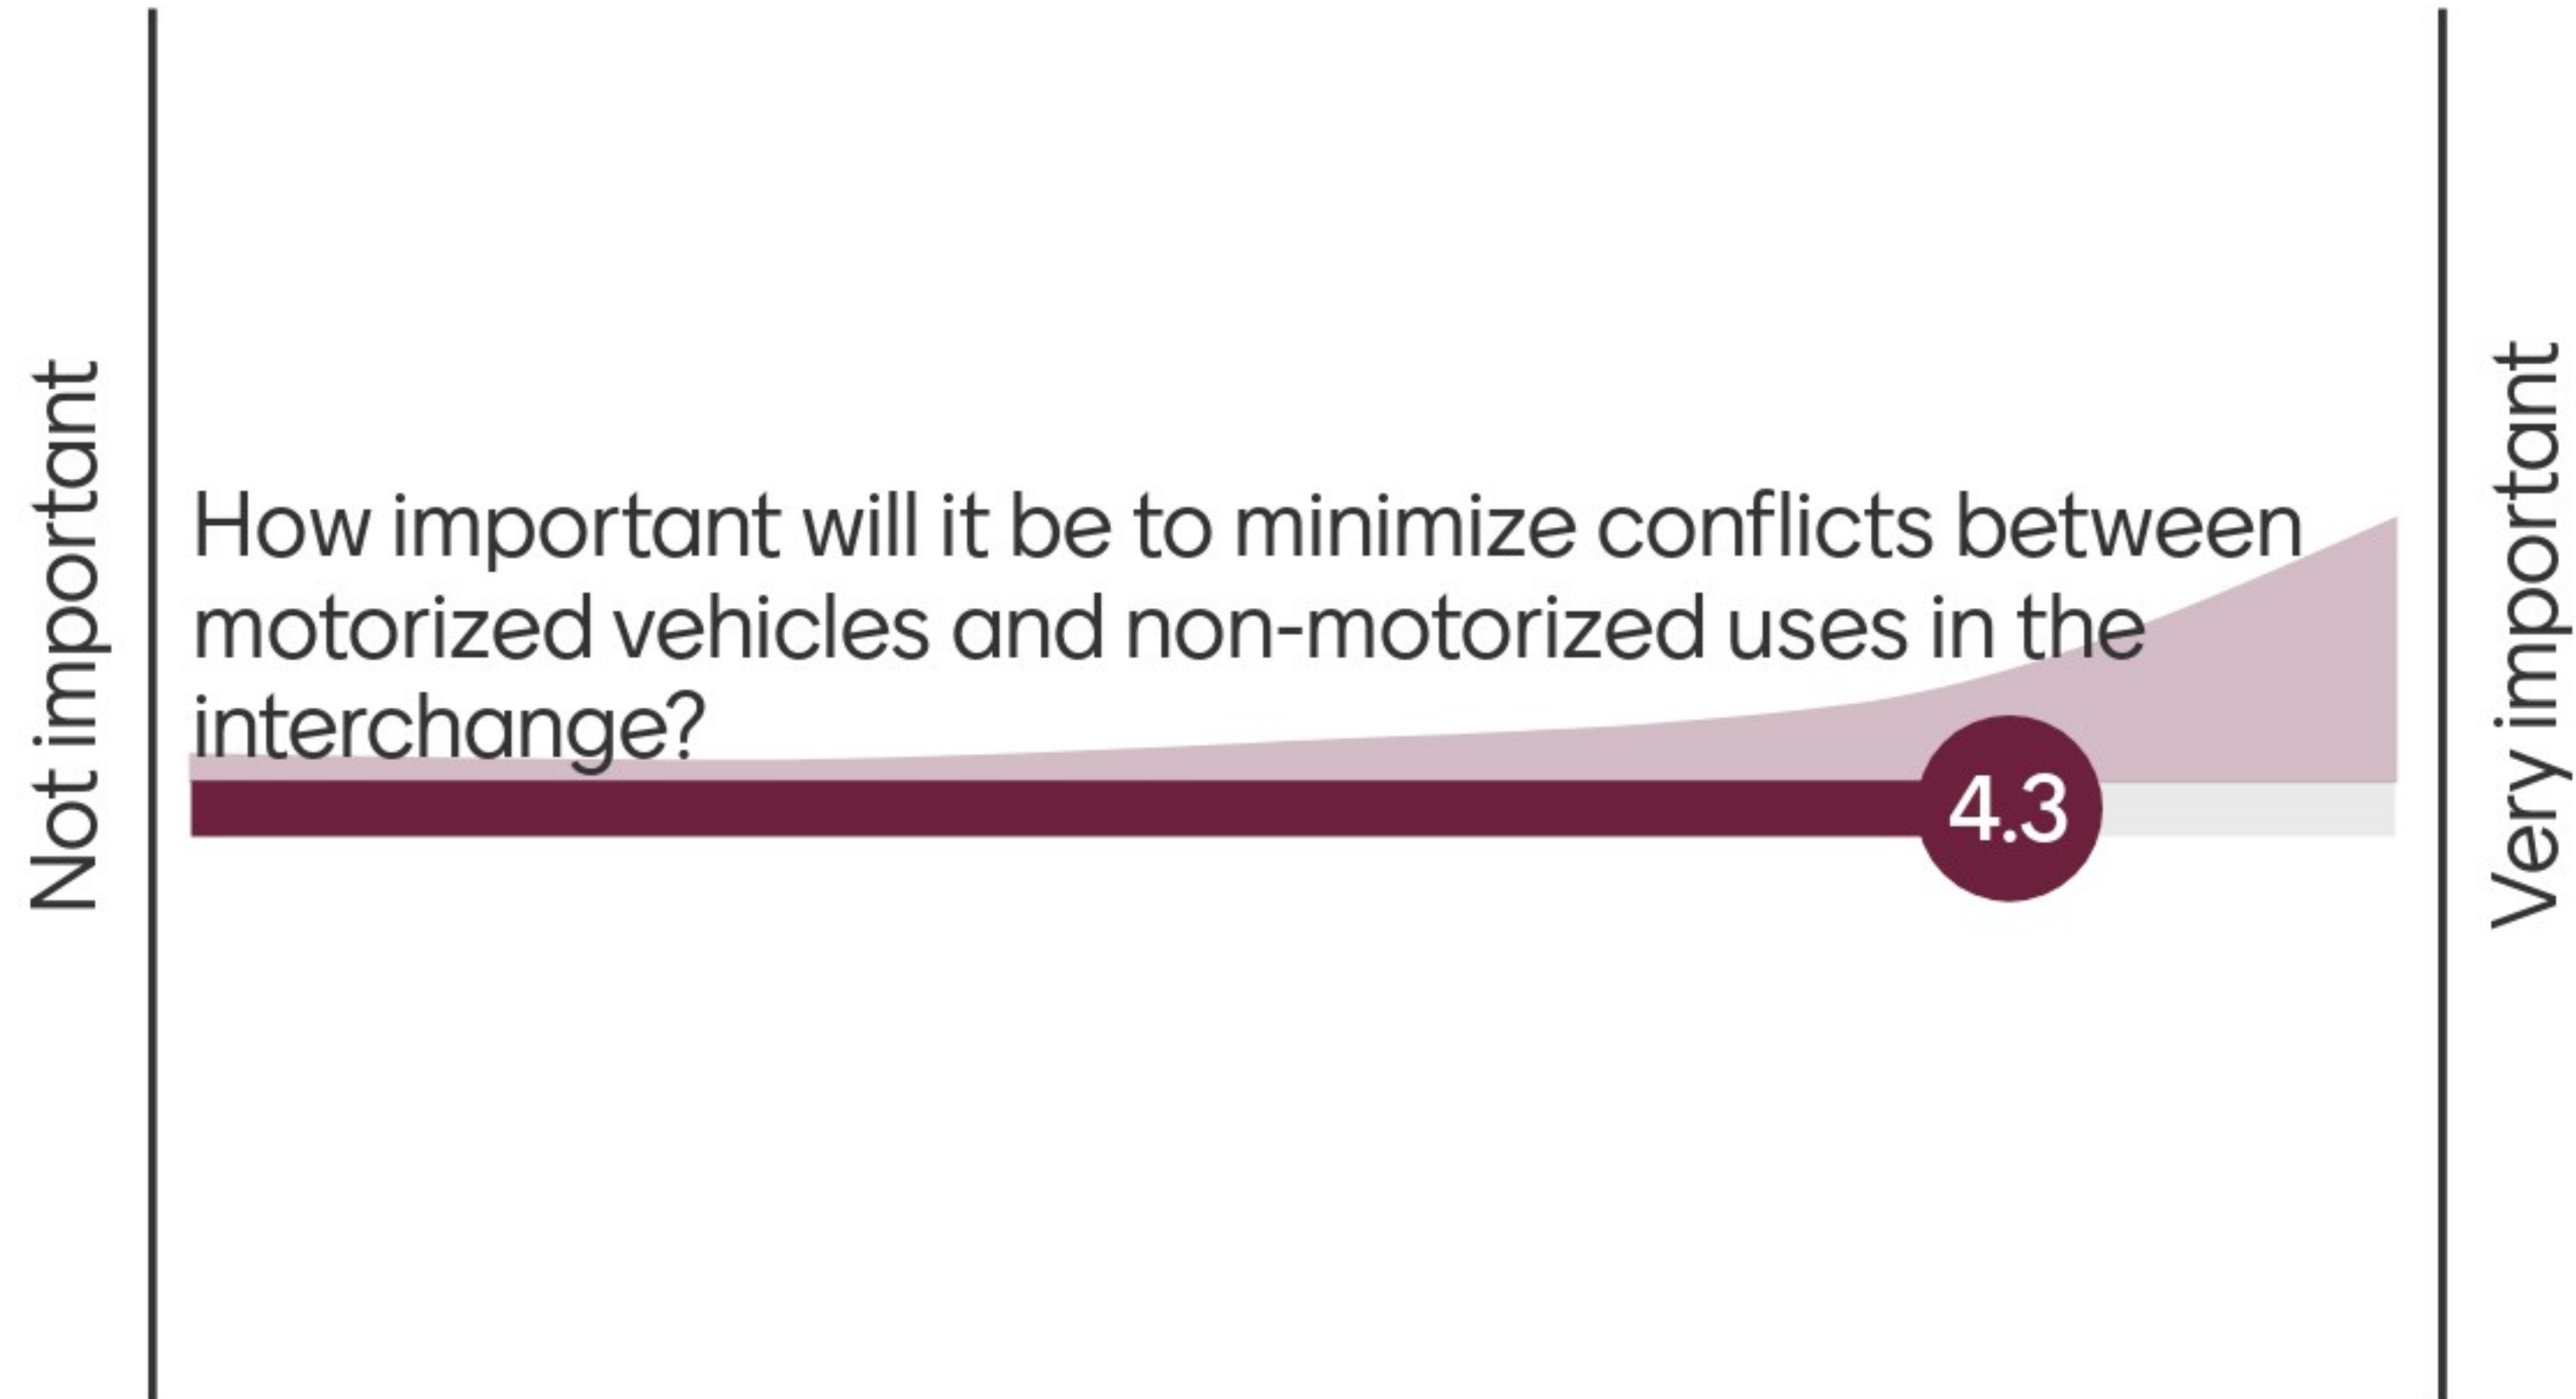 Not important
How important will it be to minimize conflicts between
motorized vehicles and non-motorized uses in the
interchange?
4.3
Very important